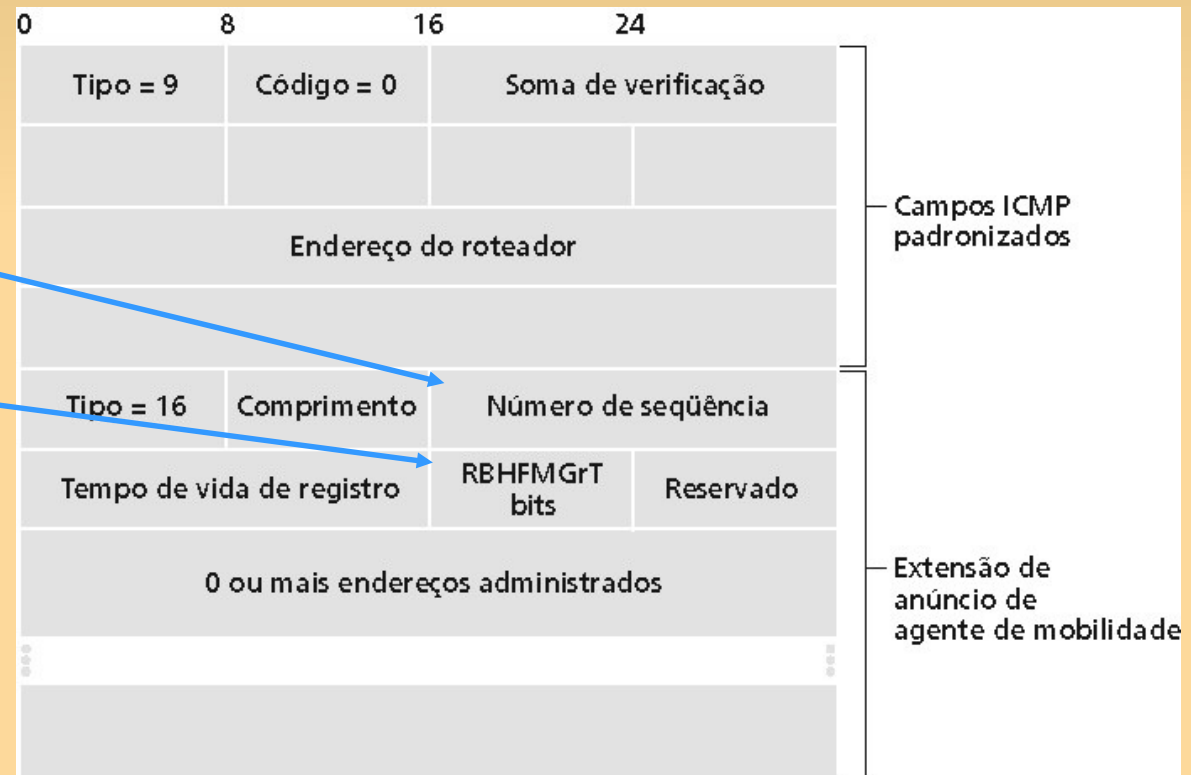 0 8 16 24
Tipo = 9 Código = 0 Soma de verificação
Campos ICMP
padronizados
Endereço do roteador
Tipo = 16 Comprimento Número de seqüência
Tempo de vida de registro RBHFMGrT
bits Reservado
0 ou mais endereços administrados
Extensão de
anúncio de
agente de mobilidade